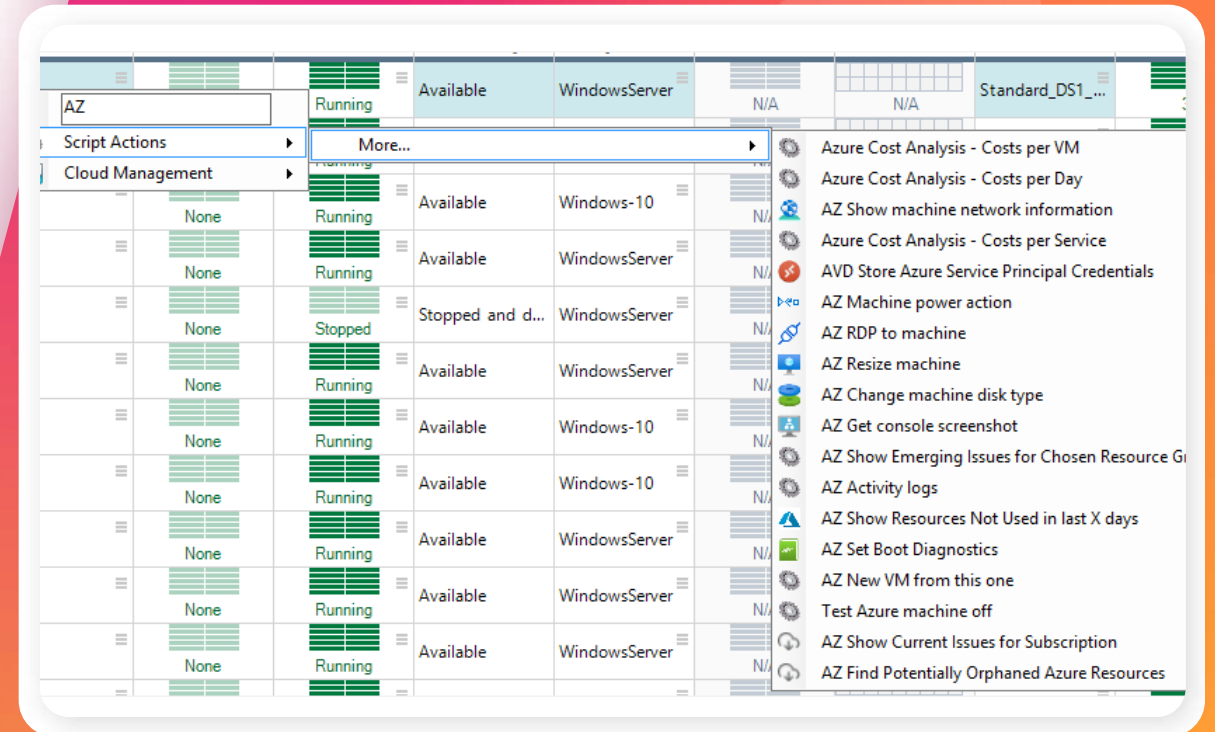 Available WindowsServer Standard_DS1_...
AZ Running N/A N/A
Script Actions More...
Cloud Management
Azure Cost Analysis - Costs per VM
Azure Cost Analysis - Costs per Day
AZ Show machine network information
Azure Cost Analysis - Costs per Service
AVD Store Azure Service Principal Credentials
AZ Machine power action
AZ RDP to machine
AZ Resize machine
AZ Change machine disk type
AZ Get console screenshot
AZ Show Emerging Issues for Chosen Resource
AZ Activity logs
AZ Show Resources Not Used in last X days
AZ Set Boot Diagnostics
AZ New VM from this one
Test Azure machine off
AZ Show Current Issues for Subscription
AZ Find Potentially Orphaned Azure Resources
Available Windows-10
None Running
Available WindowsServer
None Running
Stopped and d... WindowsServer
None Stopped
Available WindowsServer
None Running
Available Windows-10
None Running
Available Windows-10
None Running
Available WindowsServer
None Running
Available WindowsServer
None Running
Available WindowsServer
None Running